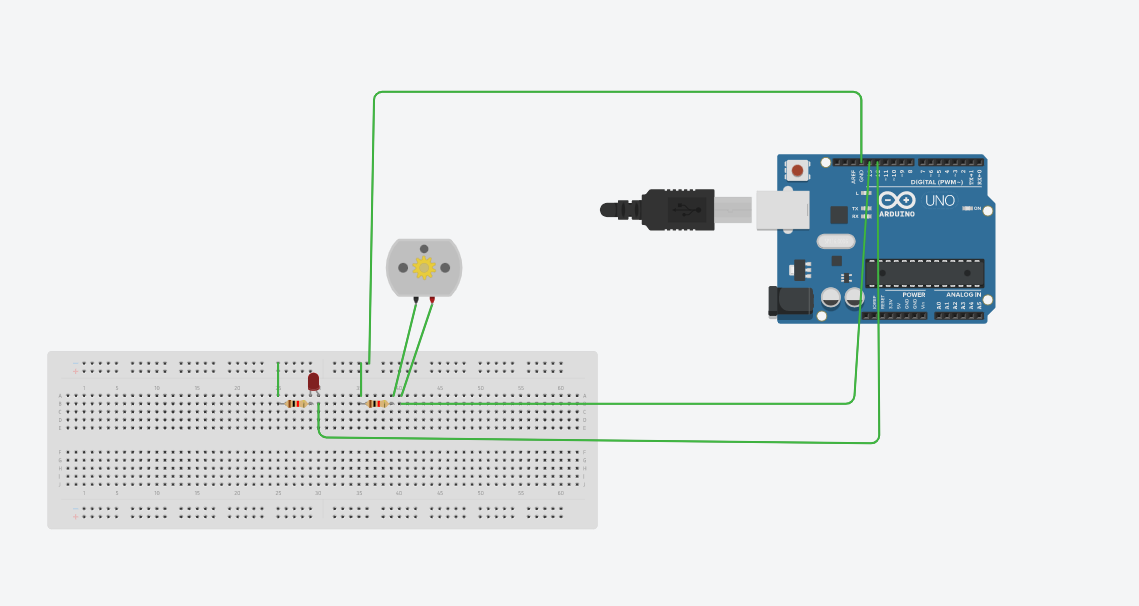 AREF
GND
13
12
~11
~10
~9
8
7
~6
~5
4
~3
2
TX→1
RX←0
DIGITAL (PWM~)
L
TX
RX
UNO
ARDUINO
ON
POWER
ANALOG IN
IOREF
RESET
3.3V
5V
GND
GND
Vin
A0
A1
A2
A3
A4
A5
1 5 10 15 20 25 30 35 40 45 50 55 60
A
B
C
D
E
F
G
H
I
J
1 5 10 15 20 25 30 35 40 45 50 55 60